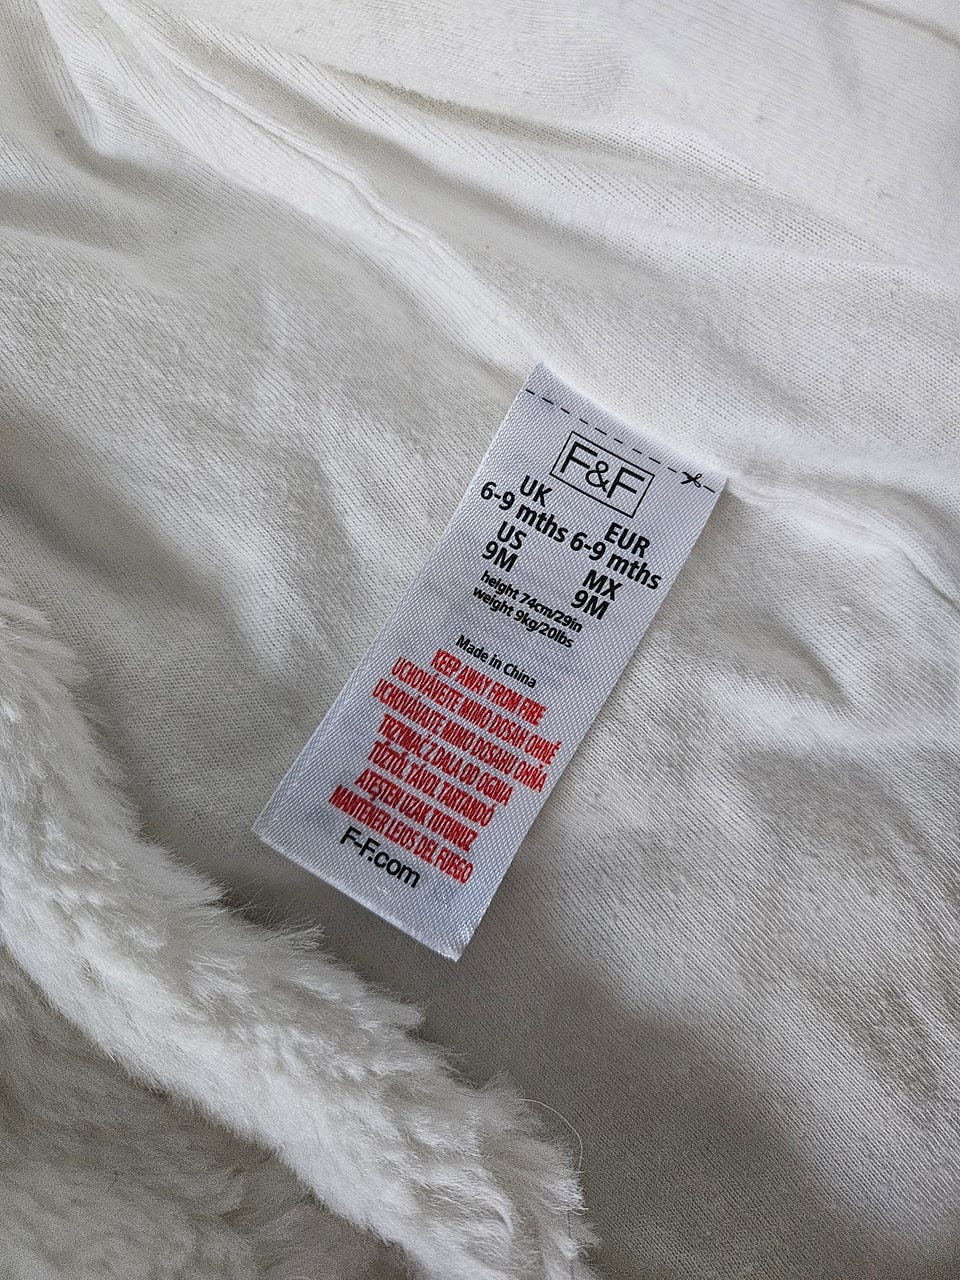 F&F
UK EUR
6-9 mths 6-9 mths
US MX
9M 9M
height 74cm/29in
weight 9kg/20lbs
Made in China
KEEP AWAY FROM FIRE
UCHOVÁVEJTE MIMO DOSAH OHNĚ
UCHOVÁVAJTE MIMO DOSAHU OHŇA
TRZYMAĆ Z DALA OD OGNIA
TŰZTŐL TÁVOL TARTANDÓ
ATEŞTEN UZAK TUTUNUZ
MANTENER LEJOS DEL FUEGO
F-F.com